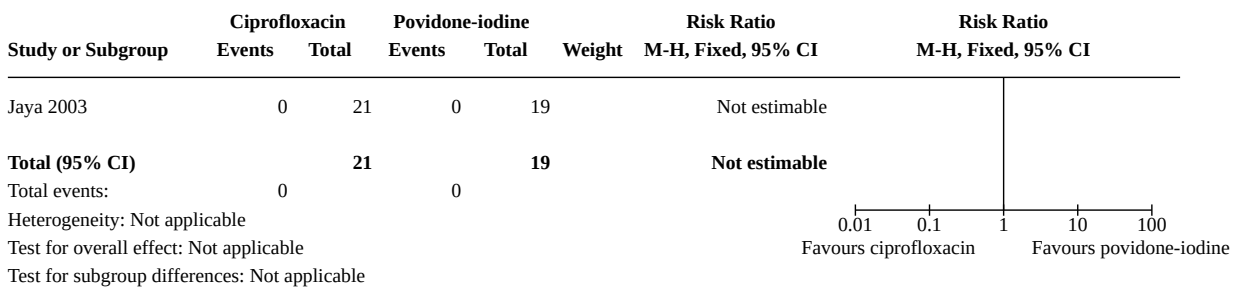 Ciprofloxacin Povidone-iodine Risk Ratio Risk Ratio
Study or Subgroup Events Total Events Total Weight M-H, Fixed, 95% CI M-H, Fixed, 95% CI
Jaya 2003 0 21 0 19 Not estimable
Total (95% CI) 21 19 Not estimable
Total events: 0 0
Heterogeneity: Not applicable
Test for overall effect: Not applicable
Test for subgroup differences: Not applicable
0.01 0.1 1 10 100
Favours ciprofloxacin Favours povidone-iodine